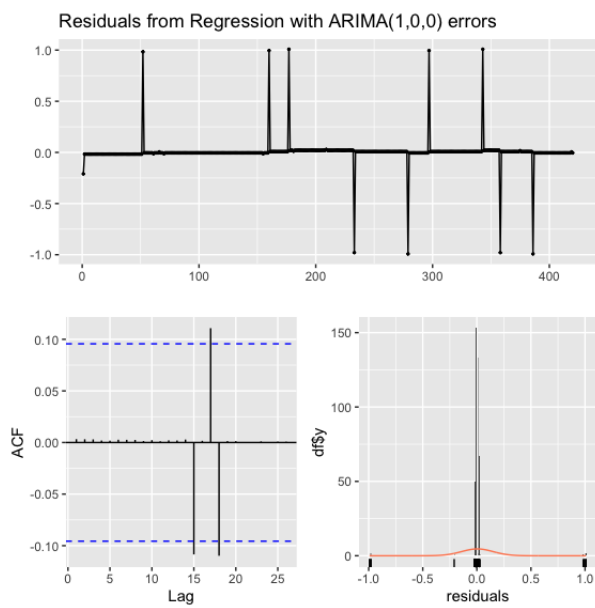 Residuals from Regression with ARIMA(1,0,0) errors
1.0
0.5
0.0
-0.5
-1.0
0 100 200 300 400
ACF
0.10
0.05
0.00
-0.05
-0.10
0 5 10 15 20 25
Lag
df$y
150
100
50
0
-1.0 -0.5 0.0 0.5 1.0
residuals